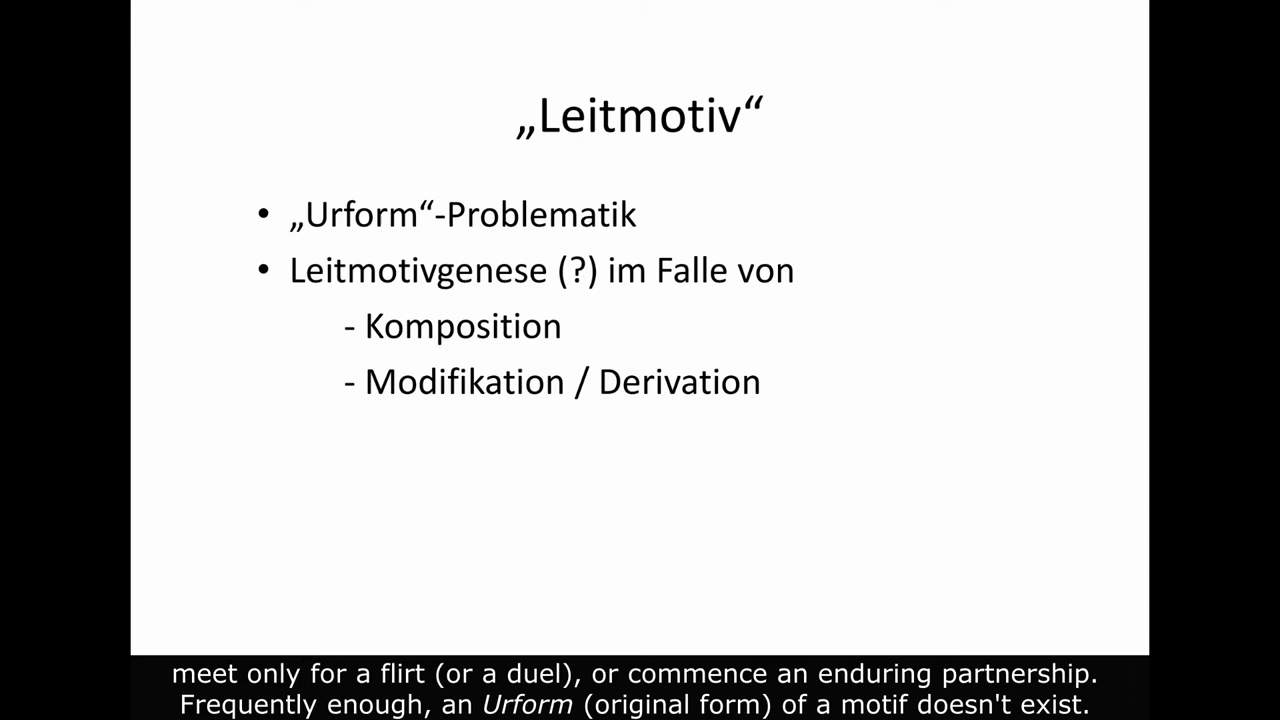 „Leitmotiv“
• „Urform“-Problematik
• Leitmotivgenese (?) im Falle von
- Komposition
- Modifikation / Derivation
meet only for a flirt (or a duel), or commence an enduring partnership.
Frequently enough, an Urform (original form) of a motif doesn't exist.